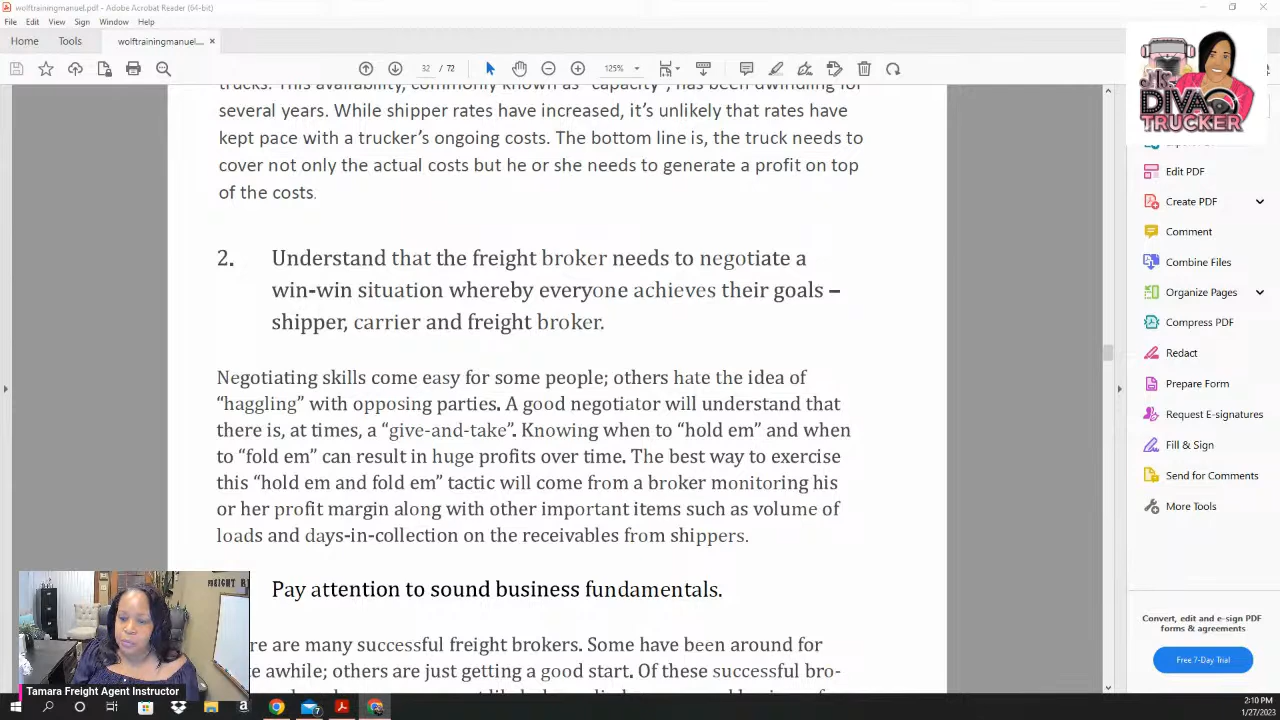 wolftrainingmanuel.pdf - Adobe Acrobat Reader (64-bit)
File Edit View Sign Window Help
Home Tools wolftrainingmanuel....
32 125%
trucks. This availability, commonly known as "capacity", has been dwindling for
several years. While shipper rates have increased, it's unlikely that rates have
kept pace with a trucker's ongoing costs. The bottom line is, the truck needs to
cover not only the actual costs but he or she needs to generate a profit on top
of the costs.
2. Understand that the freight broker needs to negotiate a
win-win situation whereby everyone achieves their goals –
shipper, carrier and freight broker.
Negotiating skills come easy for some people; others hate the idea of
“haggling” with opposing parties. A good negotiator will understand that
there is, at times, a “give-and-take”. Knowing when to “hold em” and when
to “fold em” can result in huge profits over time. The best way to exercise
this “hold em and fold em” tactic will come from a broker monitoring his
or her profit margin along with other important items such as volume of
loads and days-in-collection on the receivables from shippers.
Pay attention to sound business fundamentals.
are many successful freight brokers. Some have been around for
awhile; others are just getting a good start. Of these successful bro-
DIVA
TRUCKER
Edit PDF
Create PDF
Comment
Combine Files
Organize Pages
Compress PDF
Redact
Prepare Form
Request E-signatures
Fill & Sign
Send for Comments
More Tools
Convert, edit and e-sign PDF
forms & agreements
Free 7-Day Trial
Tamara Freight Agent Instructor
2:10 PM
1/27/2023